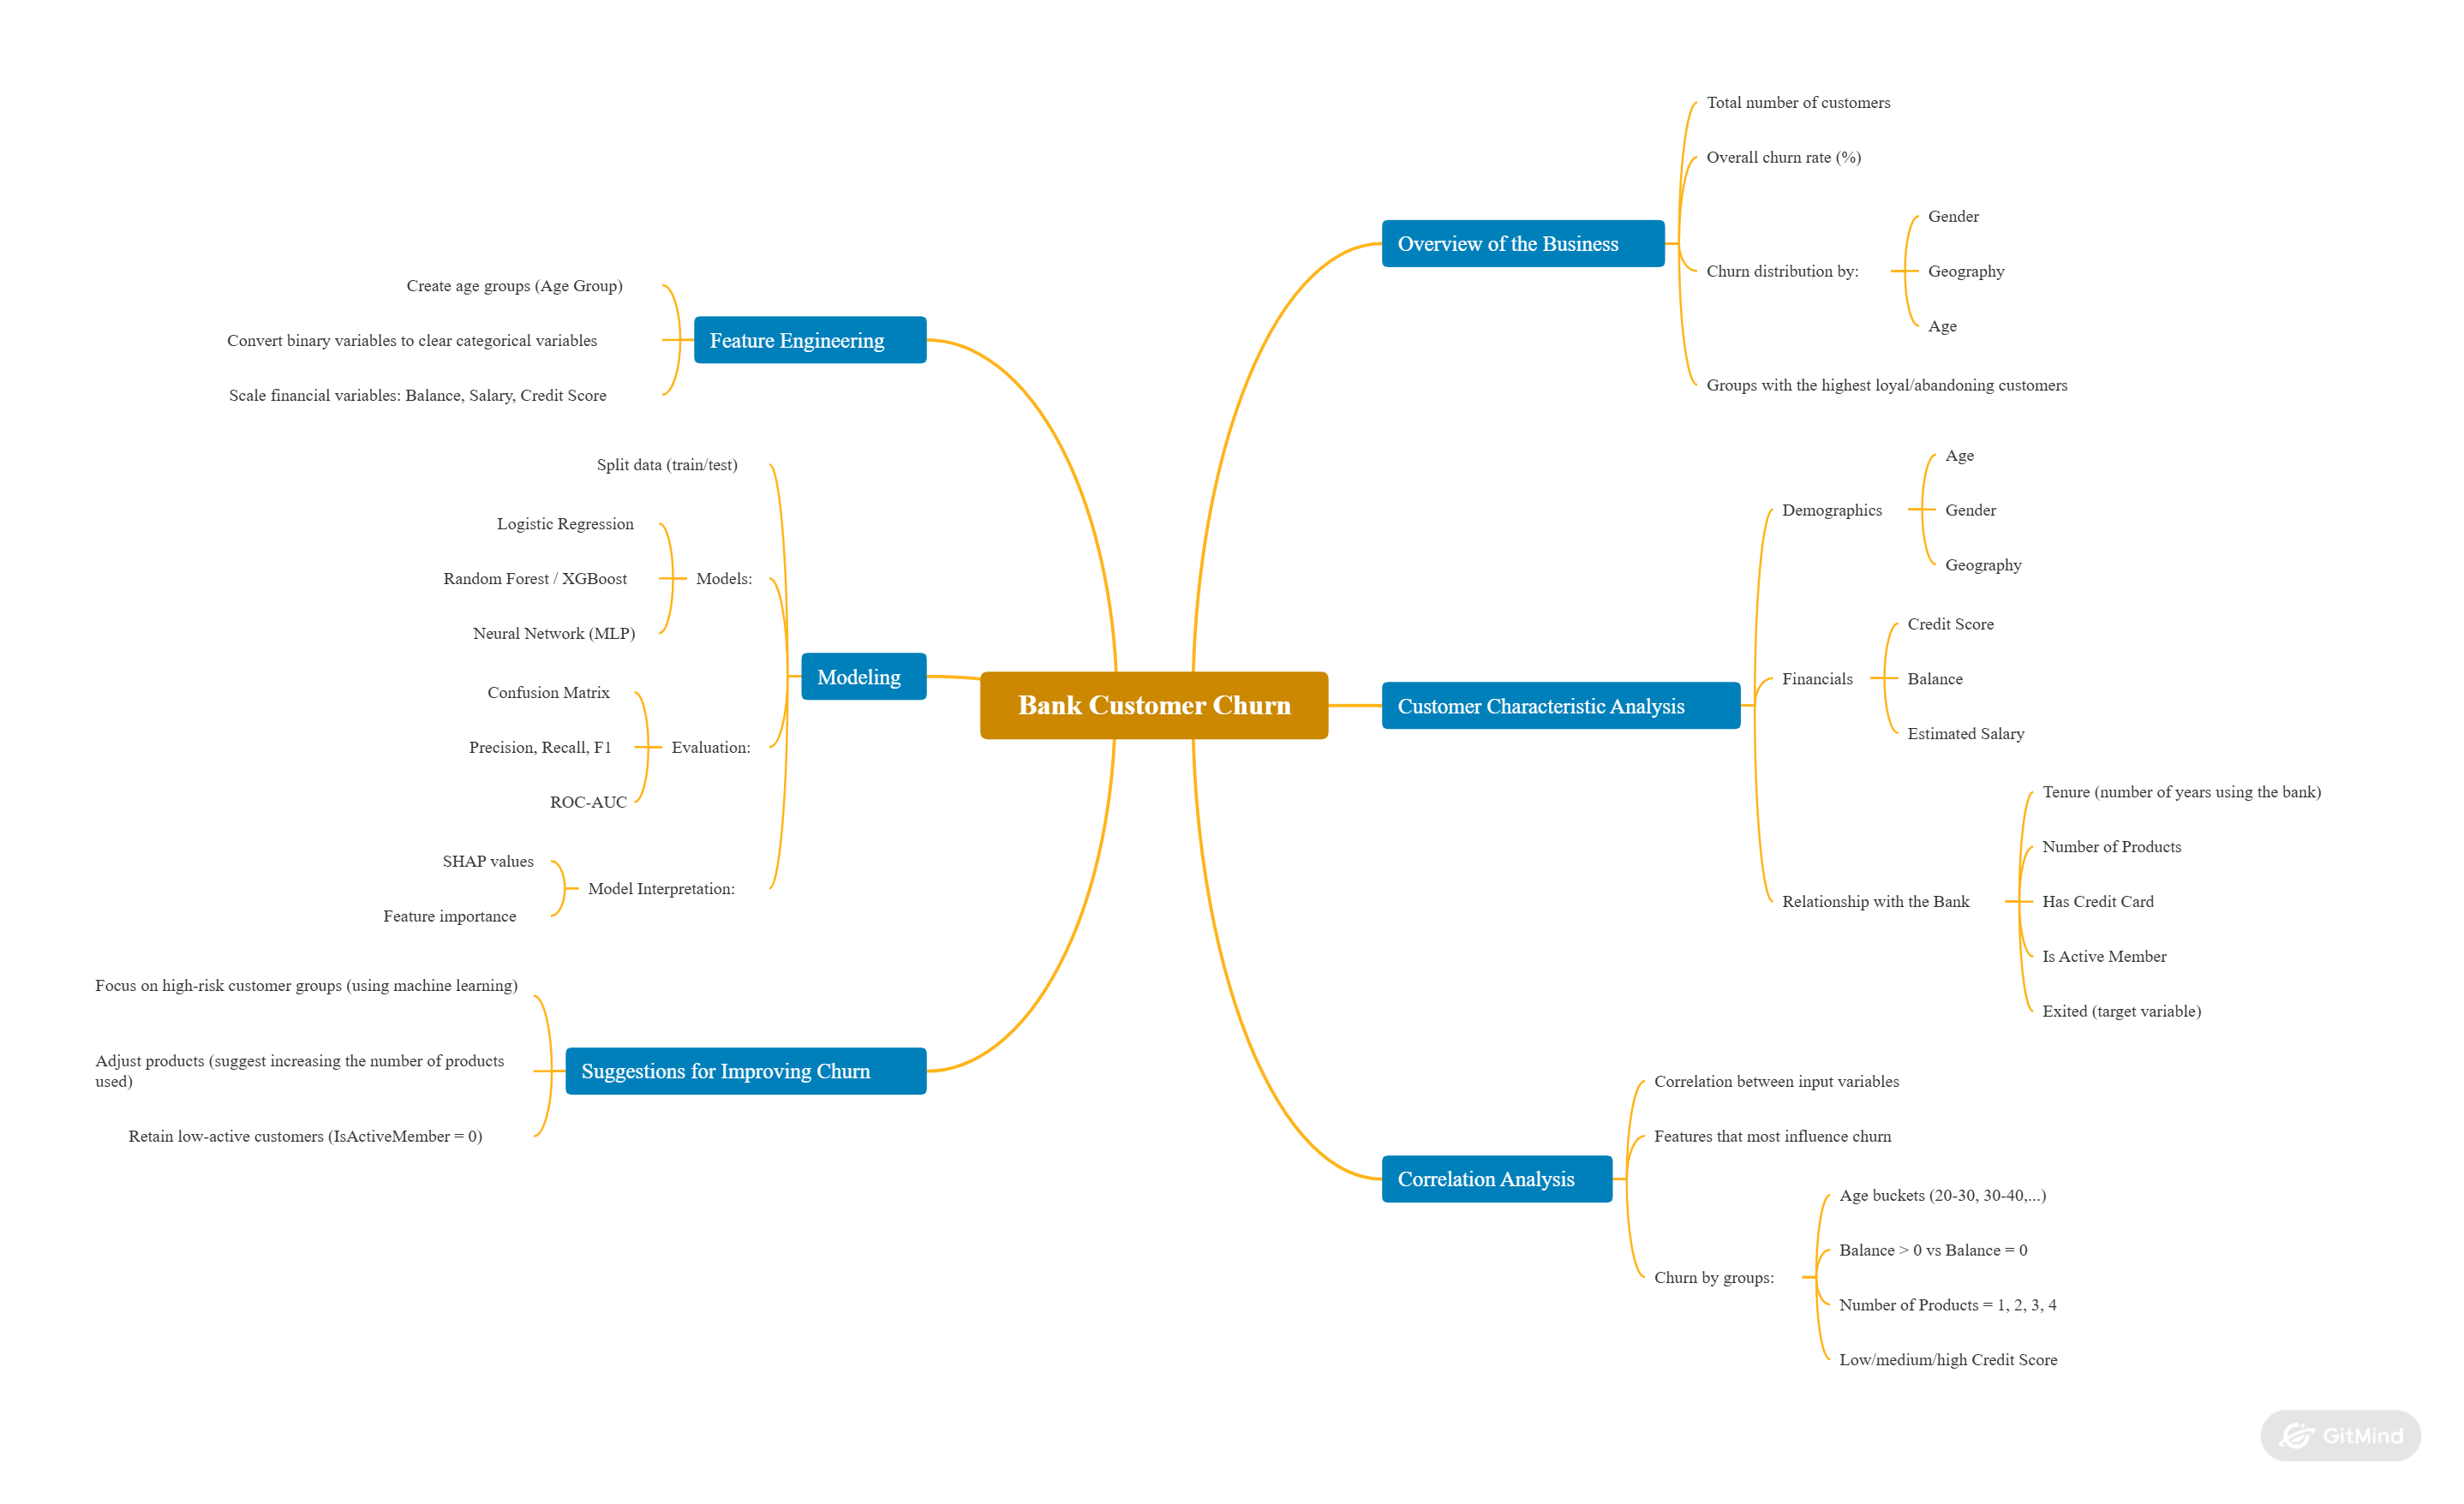 Bank Customer Churn
Overview of the Business
Total number of customers
Overall churn rate (%)
Churn distribution by:
Gender
Geography
Age
Groups with the highest loyal/abandoning customers
Customer Characteristic Analysis
Demographics
Age
Gender
Geography
Financials
Credit Score
Balance
Estimated Salary
Relationship with the Bank
Tenure (number of years using the bank)
Number of Products
Has Credit Card
Is Active Member
Exited (target variable)
Correlation Analysis
Correlation between input variables
Features that most influence churn
Churn by groups:
Age buckets (20-30, 30-40,...)
Balance > 0 vs Balance = 0
Number of Products = 1, 2, 3, 4
Low/medium/high Credit Score
Feature Engineering
Create age groups (Age Group)
Convert binary variables to clear categorical variables
Scale financial variables: Balance, Salary, Credit Score
Modeling
Split data (train/test)
Models:
Logistic Regression
Random Forest / XGBoost
Neural Network (MLP)
Evaluation:
Confusion Matrix
Precision, Recall, F1
ROC-AUC
Model Interpretation:
SHAP values
Feature importance
Suggestions for Improving Churn
Focus on high-risk customer groups (using machine learning)
Adjust products (suggest increasing the number of products
used)
Retain low-active customers (IsActiveMember = 0)
GitMind